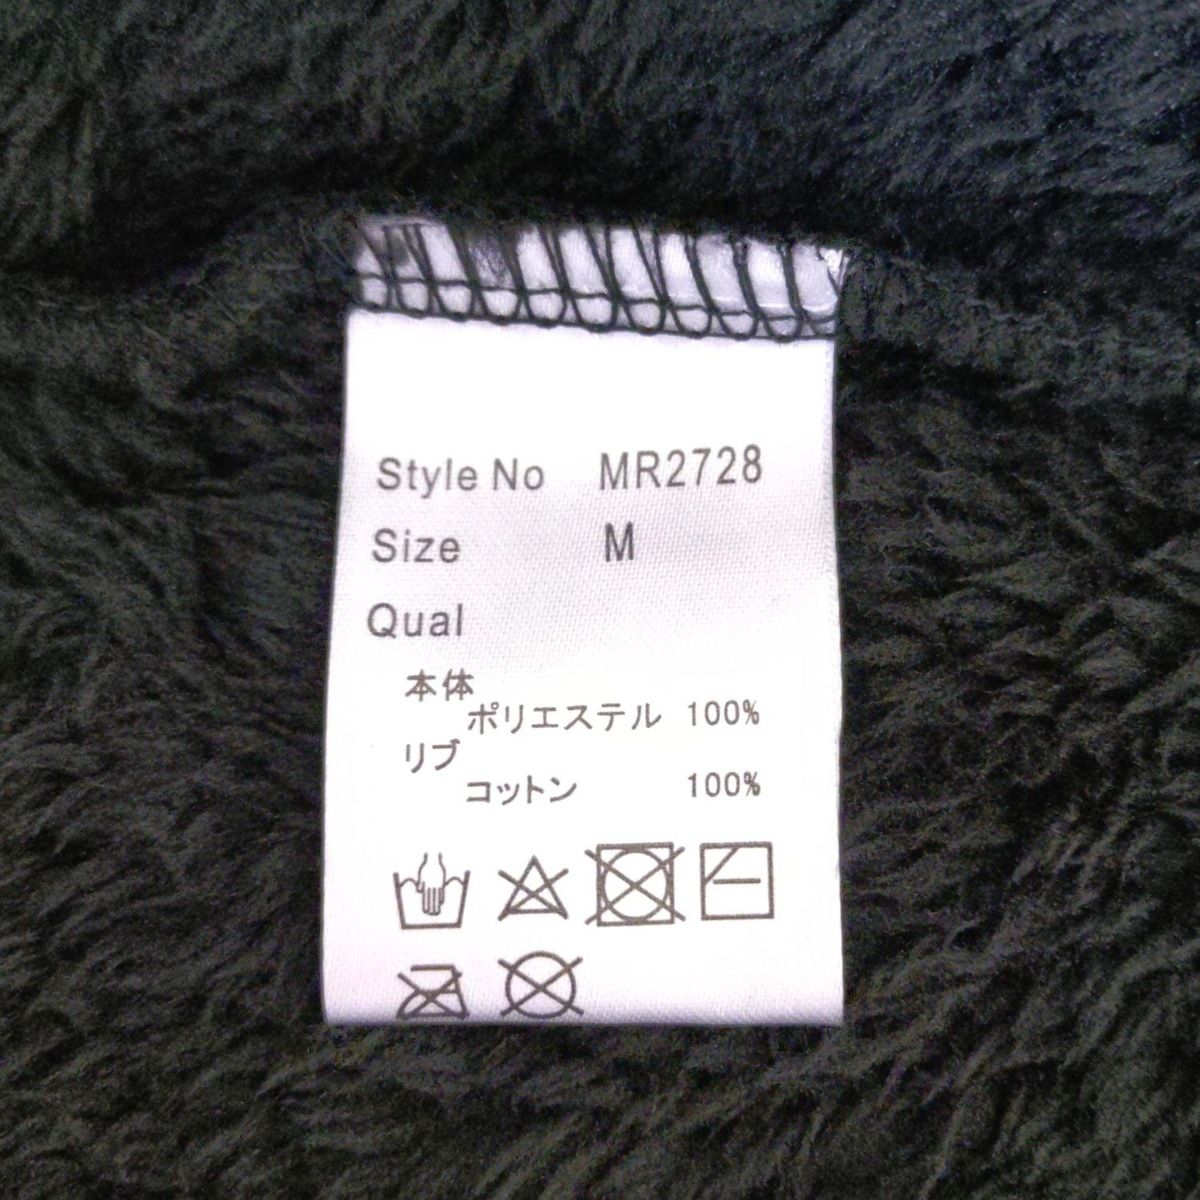 Style No MR2728
Size M
Qual
本体
ポリエステル 100%
リブ
コットン 100%